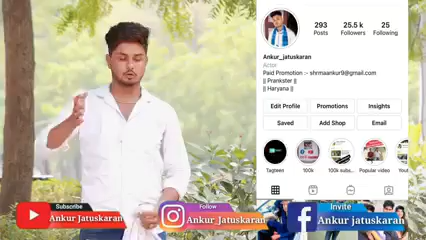 293 25.5 k 25
Posts Followers Following
Ankur_jatuskaran
Actor
Paid Promotion :- shrmaankur9@gmail.com
|| Prankster ||
|| Haryana ||
Edit Profile Promotions Insights
Saved Add Shop Email
Tagteen 100k 100k subs... Popular video Yout
Subscribe
Ankur Jatuskaran
Follow
Ankur_Jatuskaran
Invite
Ankur jatuskaran